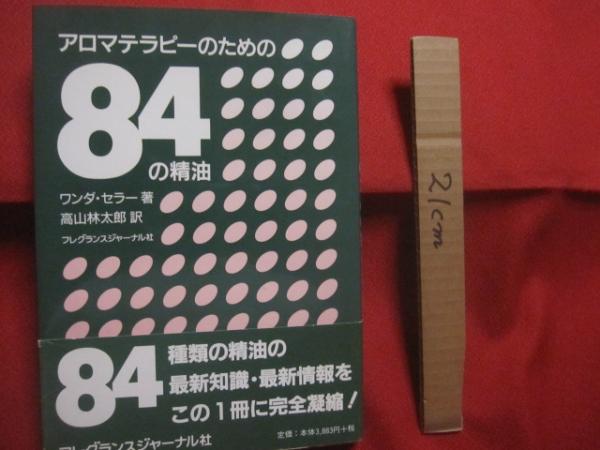 アロマテラピーのための
84
の精油
ワンダ・セラー 著
高山林太郎 訳
フレグランスジャーナル社
84
種類の精油の
最新知識・最新情報を
この1冊に完全凝縮!
フレグランスジャーナル社
定価:本体3,883円+税
21cm